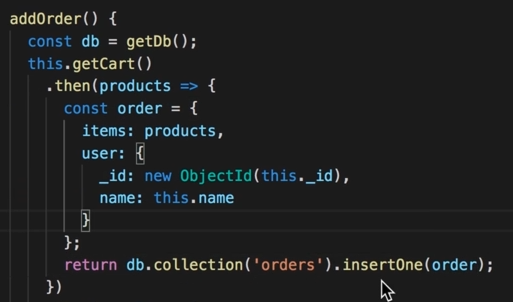 addOrder() {
const db = getDb();
this.getCart()
.then(products => {
const order = {
items: products,
user: {
_id: new ObjectId(this._id),
name: this.name
}
};
return db.collection('orders').insertOne(order);
})